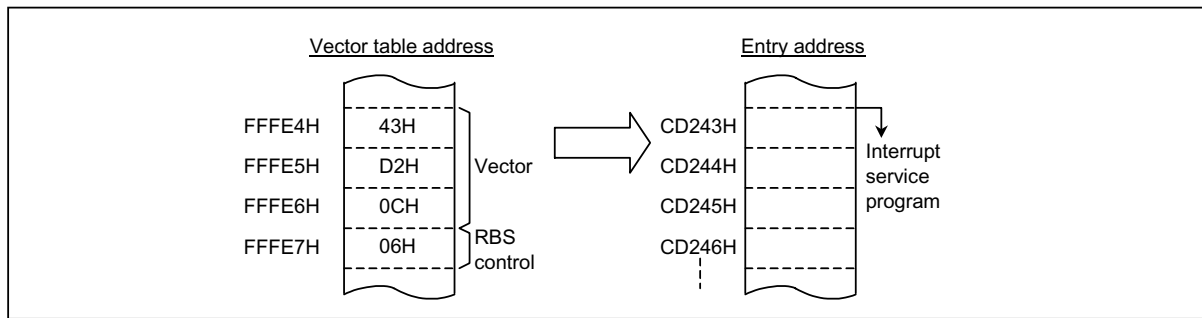 Vector table address
Entry address
FFFE4H 43H
FFFE5H D2H
FFFE6H 0CH
FFFE7H 06H
Vector
RBS
control
CD243H
CD244H
CD245H
CD246H
Interrupt
service
program